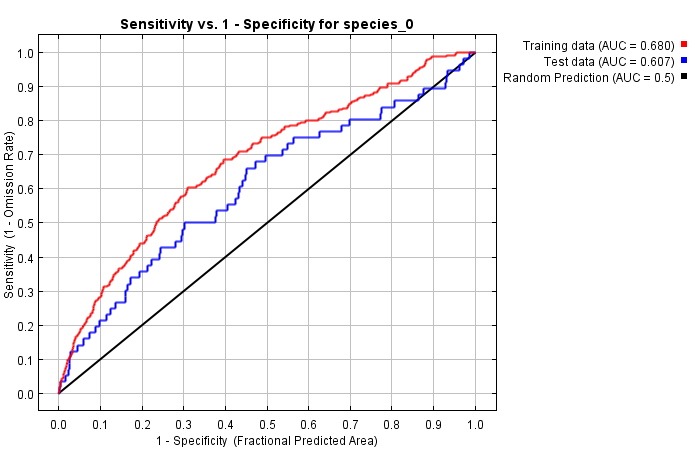 Sensitivity vs. 1 - Specificity for species_0
Training data (AUC = 0.680)
Test data (AUC = 0.607)
Random Prediction (AUC = 0.5)
Sensitivity (1 - Omission Rate)
1.0
0.9
0.8
0.7
0.6
0.5
0.4
0.3
0.2
0.1
0.0
0.0 0.1 0.2 0.3 0.4 0.5 0.6 0.7 0.8 0.9 1.0
1 - Specificity (Fractional Predicted Area)